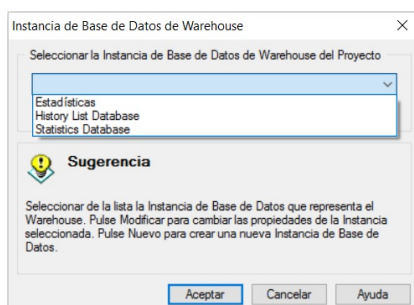 Instancia de Base de Datos de Warehouse
Seleccionar la Instancia de Base de Datos de Warehouse del Proyecto
Estadísticas
History List Database
Statistics Database
Sugerencia
Seleccionar de la lista la Instancia de Base de Datos que representa el
Warehouse. Pulse Modificar para cambiar las propiedades de la Instancia
seleccionada. Pulse Nuevo para crear una nueva Instancia de Base de
Datos.
Aceptar Cancelar Ayuda